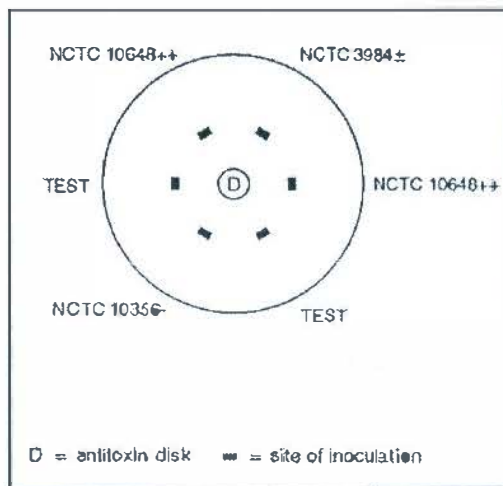 NCTC 10648++ NCTC 3984±
TEST NCTC 10648++
NCTC 10356-
TEST
D
D = antitoxin disk = site of inoculation